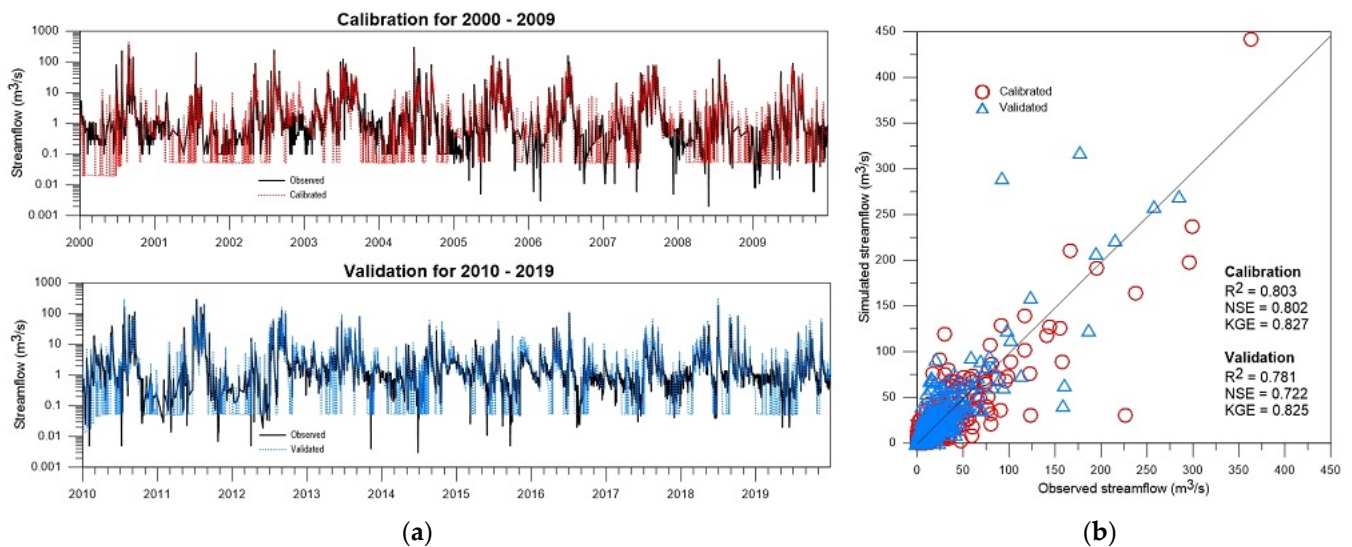 Calibration for 2000 - 2009
Streamflow (m³/s)
1000
100
10
1
0.1
0.01
0.001
Observed
Calibrated
2000 2001 2002 2003 2004 2005 2006 2007 2008 2009
Validation for 2010 - 2019
Streamflow (m³/s)
1000
100
10
1
0.1
0.01
0.001
Observed
Validated
2010 2011 2012 2013 2014 2015 2016 2017 2018 2019
(a)
Simulated streamflow (m³/s)
450
400
350
300
250
200
150
100
50
0
Calibrated
Validated
Calibration
R² = 0.803
NSE = 0.802
KGE = 0.827
Validation
R² = 0.781
NSE = 0.722
KGE = 0.825
0 50 100 150 200 250 300 350 400 450
Observed streamflow (m³/s)
(b)